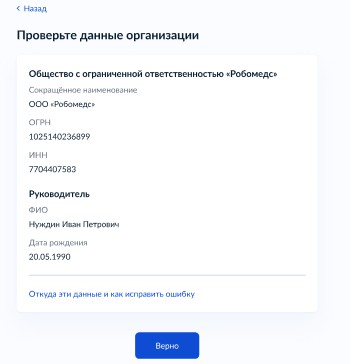 Назад
Проверьте данные организации
Общество с ограниченной ответственностью «Робомедс»
Сокращённое наименование
ООО «Робомедс»
ОГРН
1025140236899
ИНН
7704407583
Руководитель
ФИО
Нуждин Иван Петрович
Дата рождения
20.05.1990
Откуда эти данные и как исправить ошибку
Верно